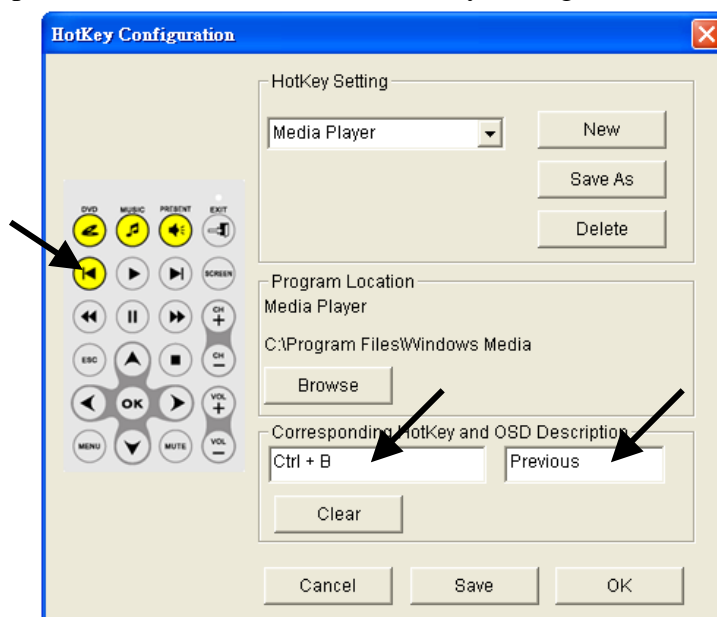 HotKey Configuration
HotKey Setting
Media Player
New
Save As
Delete
DVD MUSIC PRESENT EXIT
SCREEN
CH
+
ESC
CH
−
OK
VOL
+
MENU
MUTE
VOL
−
Program Location
Media Player
C:\Program Files\Windows Media
Browse
Corresponding HotKey and OSD Description
Ctrl + B
Previous
Clear
Cancel
Save
OK